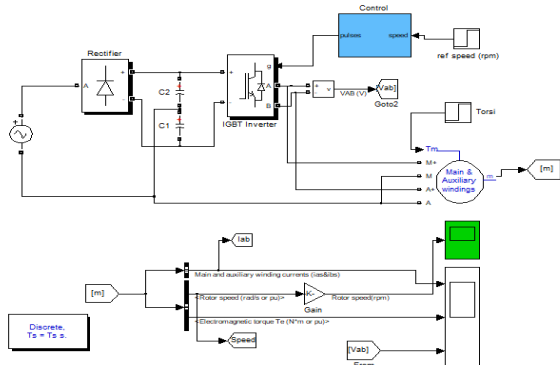 Control
pulses
speed
ref speed (rpm)
Rectifier
A
+
-
C2
C1
+
-
g
A
B
IGBT Inverter
+
-
v
VAB (V)
[Vab]
Goto2
Torsi
Tm
M+
M
A+
A
Main &
Auxiliary
windings
m
[m]
Iab
[m]
Main and auxiliary winding currents (ias&ibs)
<Rotor speed (rad/s or pu)>
-K-
Gain
Rotor speed(rpm)
<Electromagnetic torque Te (N*m or pu)>
Speed
Discrete,
Ts = Ts s.
[Vab]